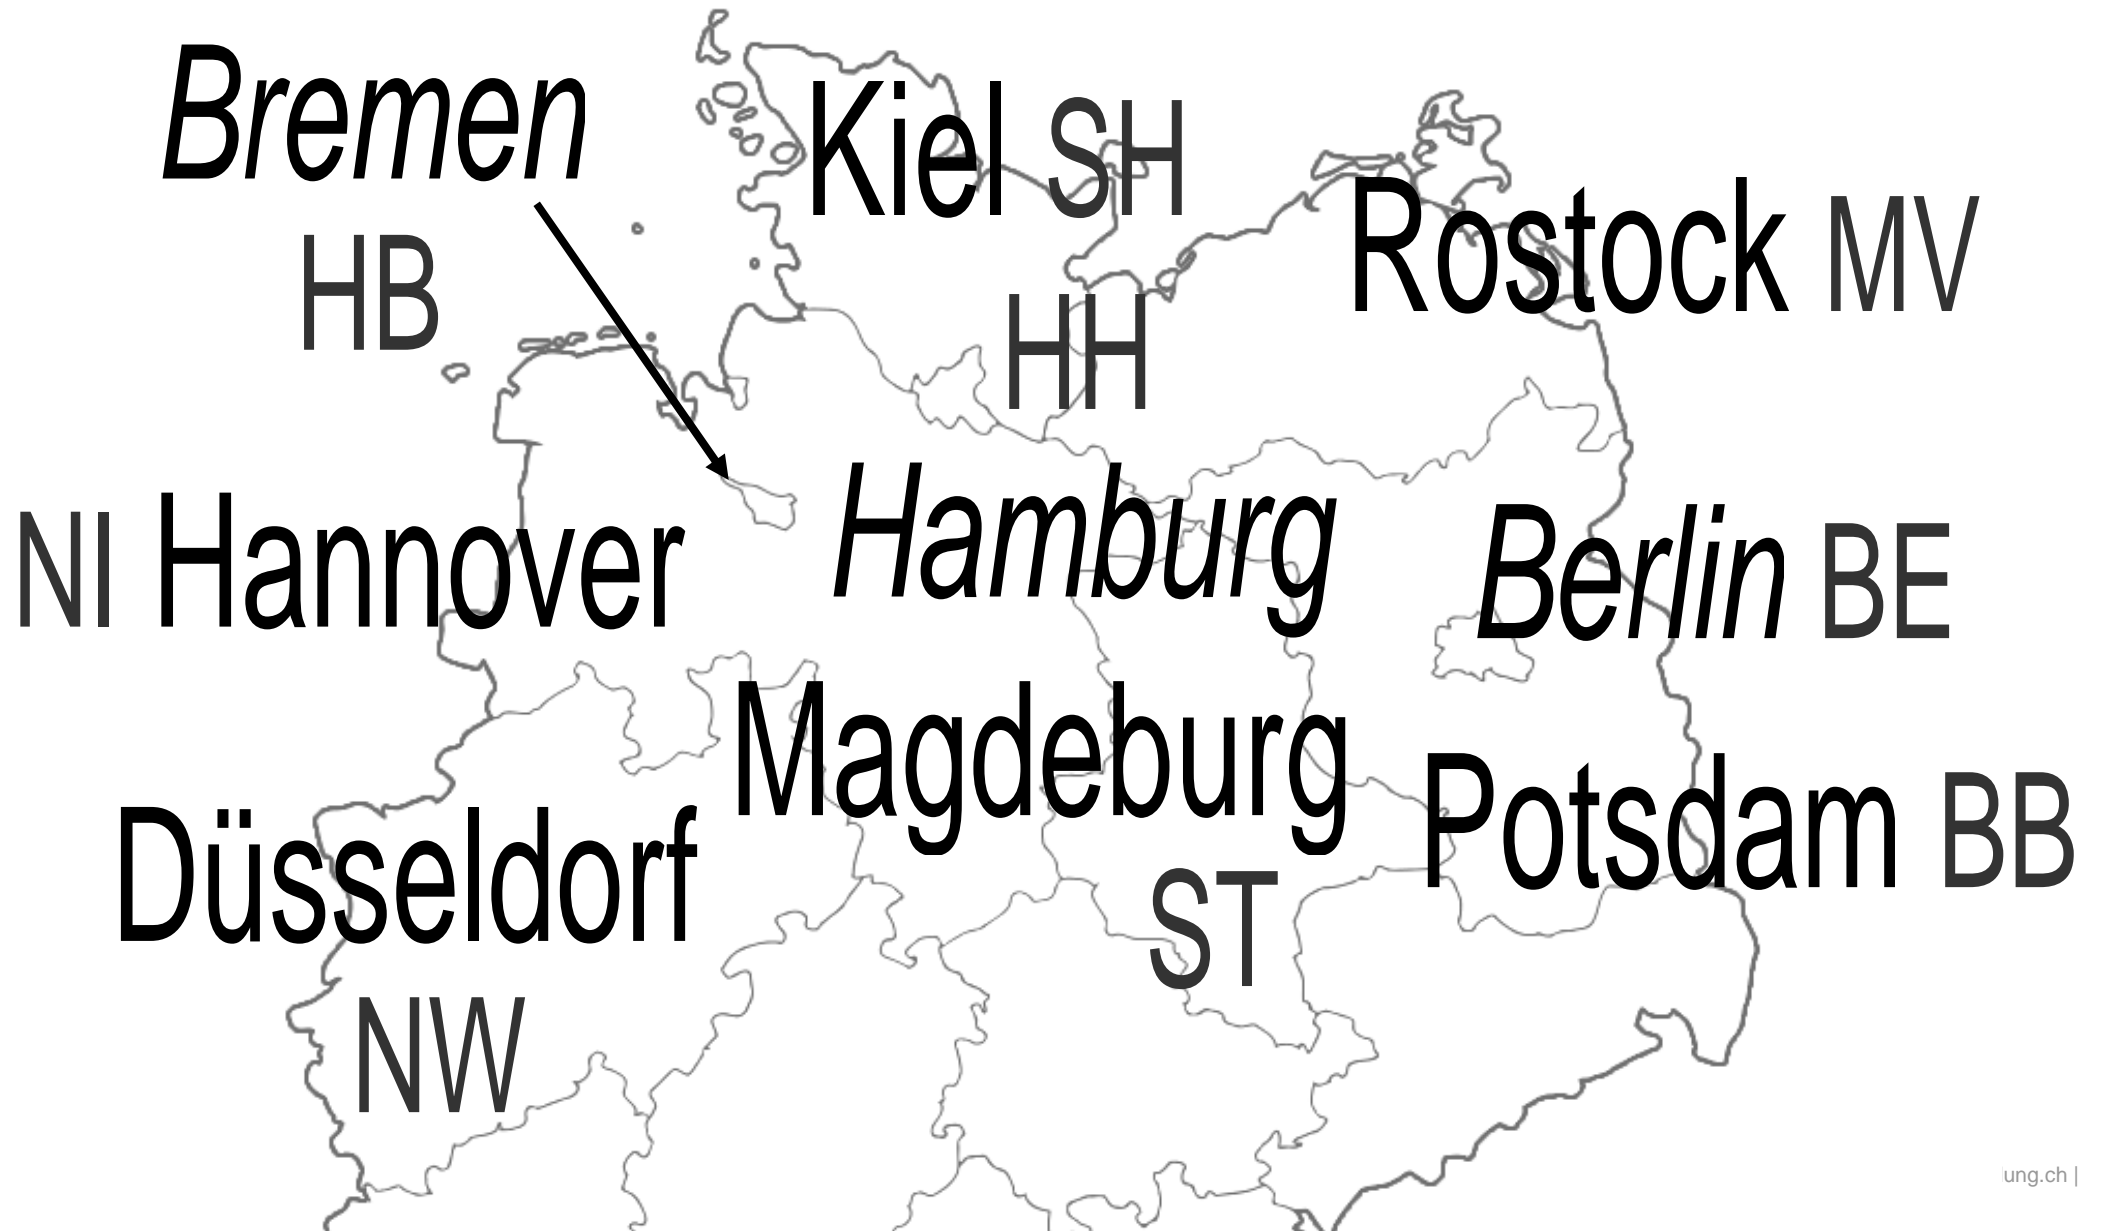 Bremen
HB
Kiel SH
Rostock MV
HH
NI Hannover
Hamburg
Berlin BE
Magdeburg
ST
Potsdam BB
Düsseldorf
NW
ung.ch |